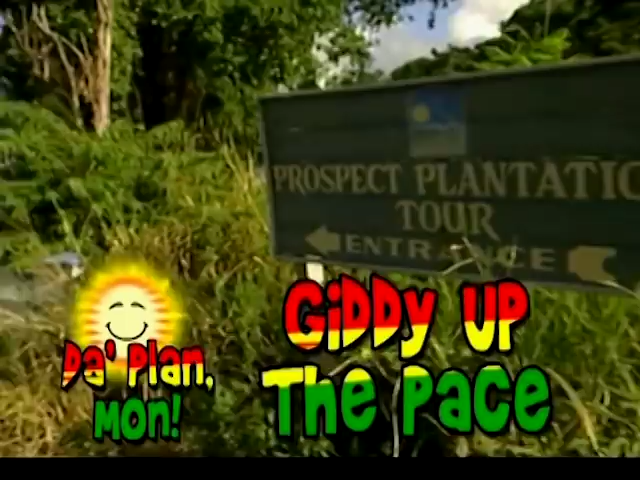 PROSPECT PLANTATIO
TOUR
ENTRANCE
Da' Plan,
Mon!
Giddy UP
The Pace